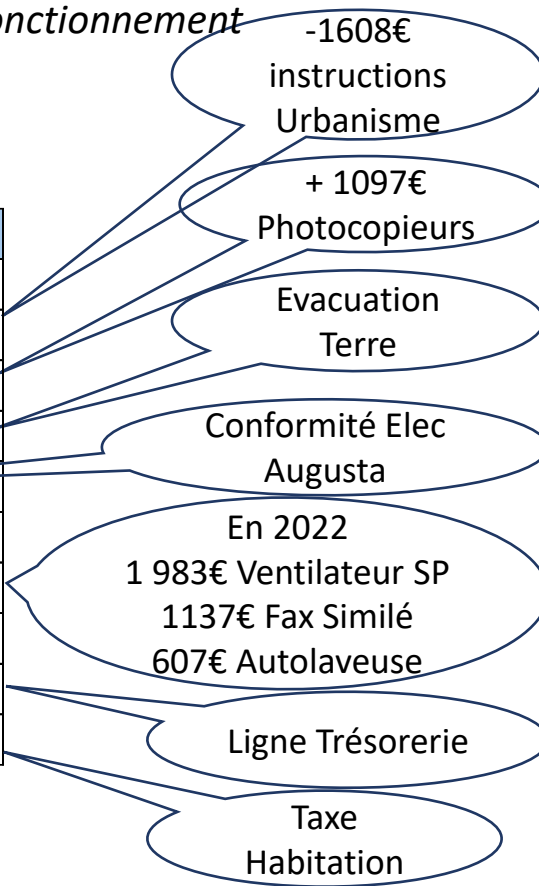 onctionnement
-1608€
instructions
Urbanisme
+ 1097€
Photocopieurs
Evacuation
Terre
Conformité Elec
Augusta
En 2022
1 983€ Ventilateur SP
1137€ Fax Similé
607€ Autolaveuse
Ligne Trésorerie
Taxe
Habitation